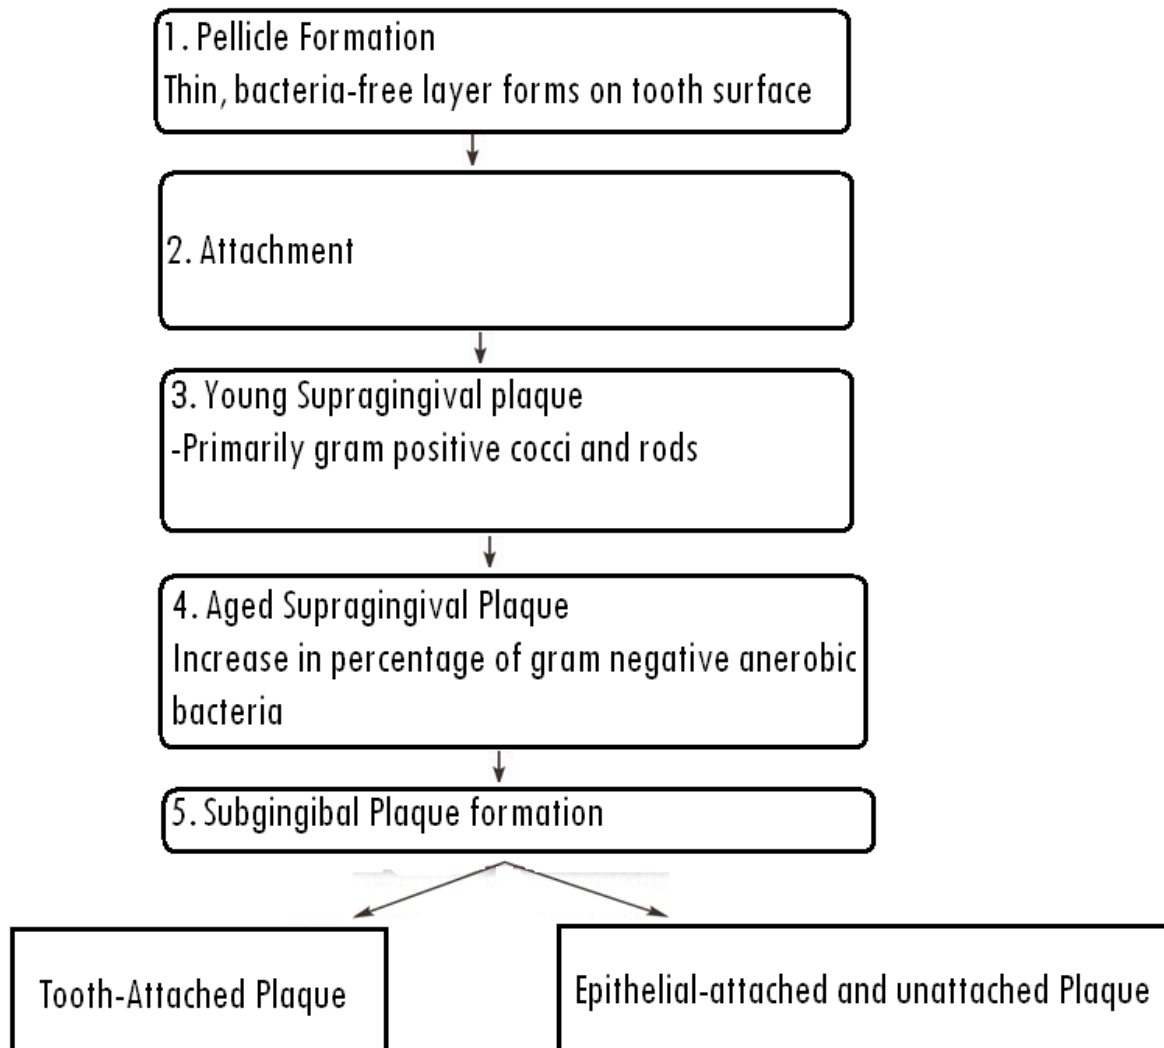 1. Pellicle Formation
Thin, bacteria-free layer forms on tooth surface
2. Attachment
3. Young Supragingival plaque
-Primarily gram positive cocci and rods
4. Aged Supragingival Plaque
Increase in percentage of gram negative anerobic
bacteria
5. Subgingibal Plaque formation
Tooth-Attached Plaque
Epithelial-attached and unattached Plaque